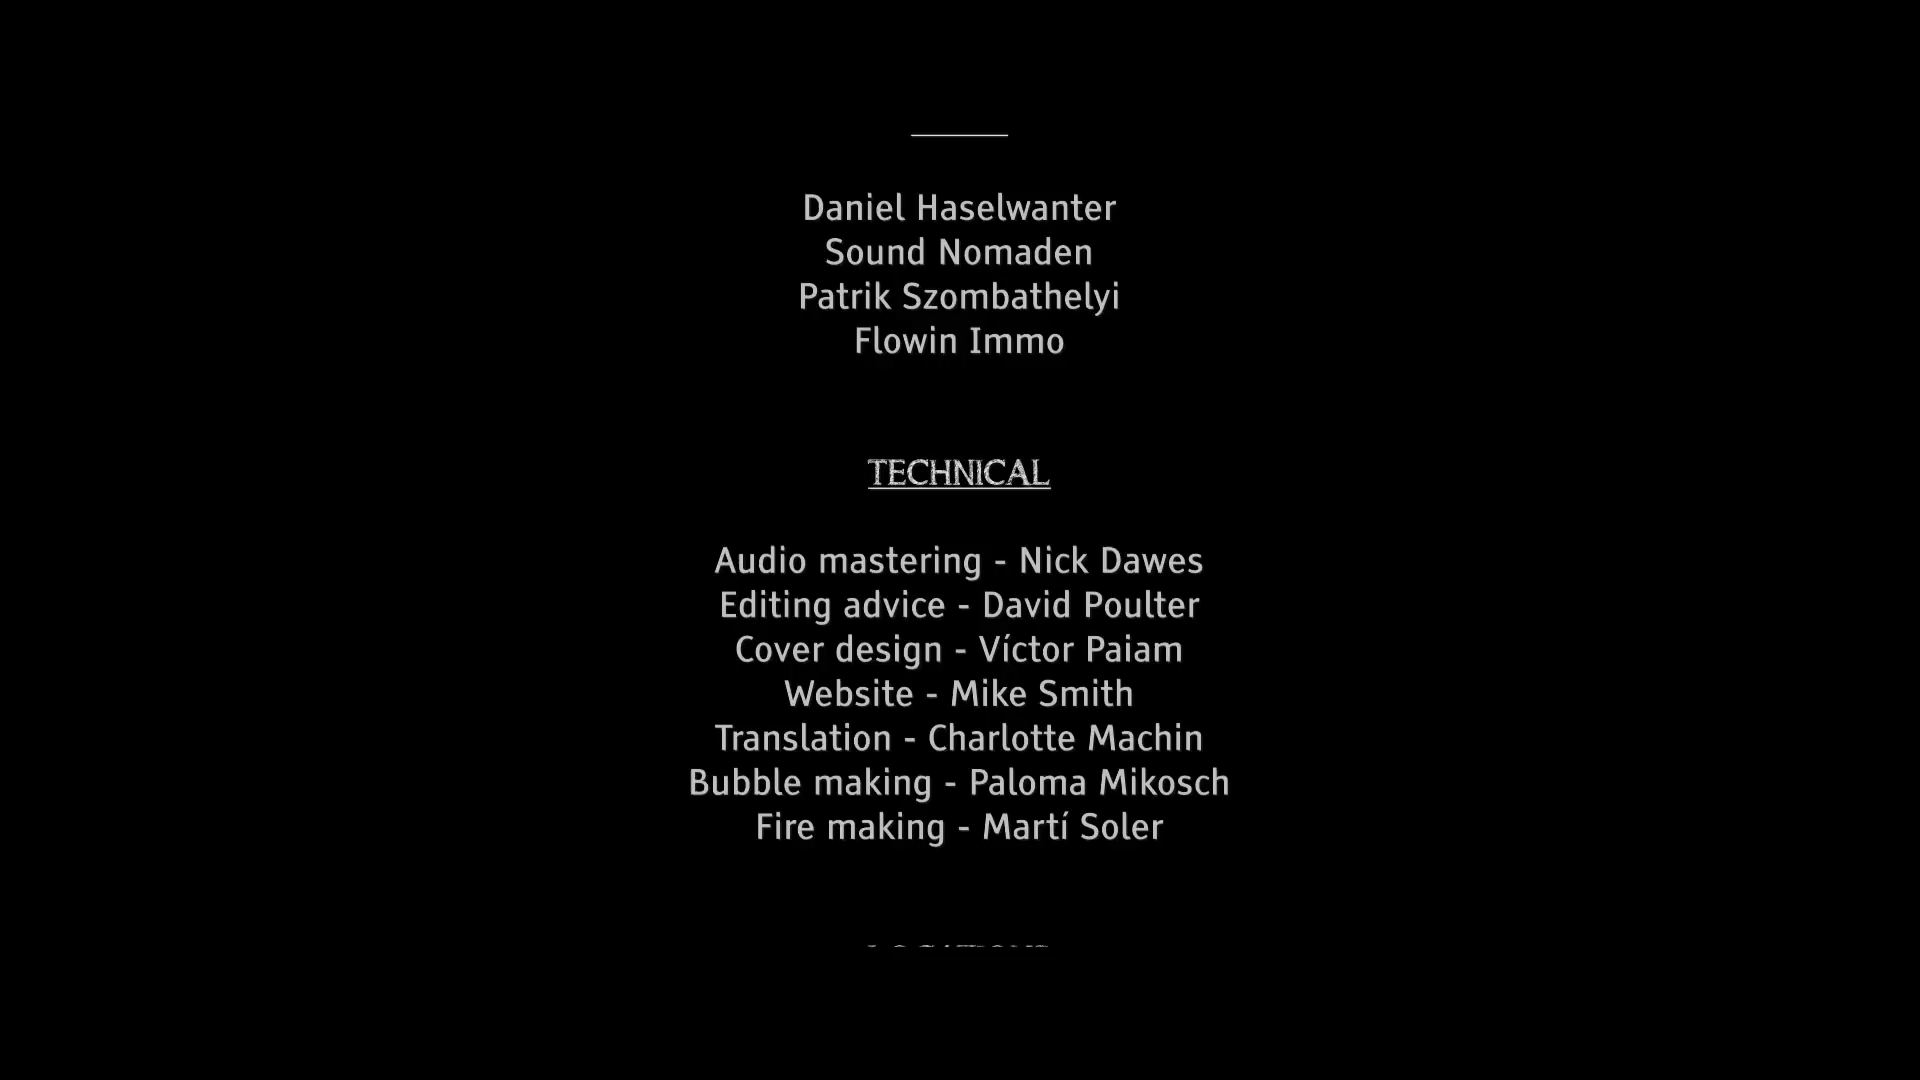 Daniel Haselwanter
Sound Nomaden
Patrik Szombathelyi
Flowin Immo
TECHNICAL
Audio mastering - Nick Dawes
Editing advice - David Poulter
Cover design - Víctor Paiam
Website - Mike Smith
Translation - Charlotte Machin
Bubble making - Paloma Mikosch
Fire making - Martí Soler